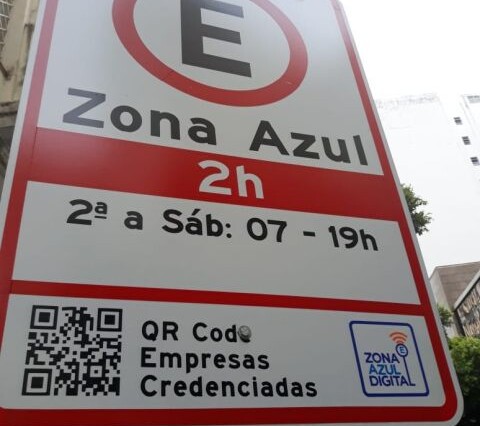 E
Zona Azul
2h
2ª a Sáb: 07 - 19h
QR Code
Empresas
Credenciadas
E
ZONA
AZUL
DIGITAL